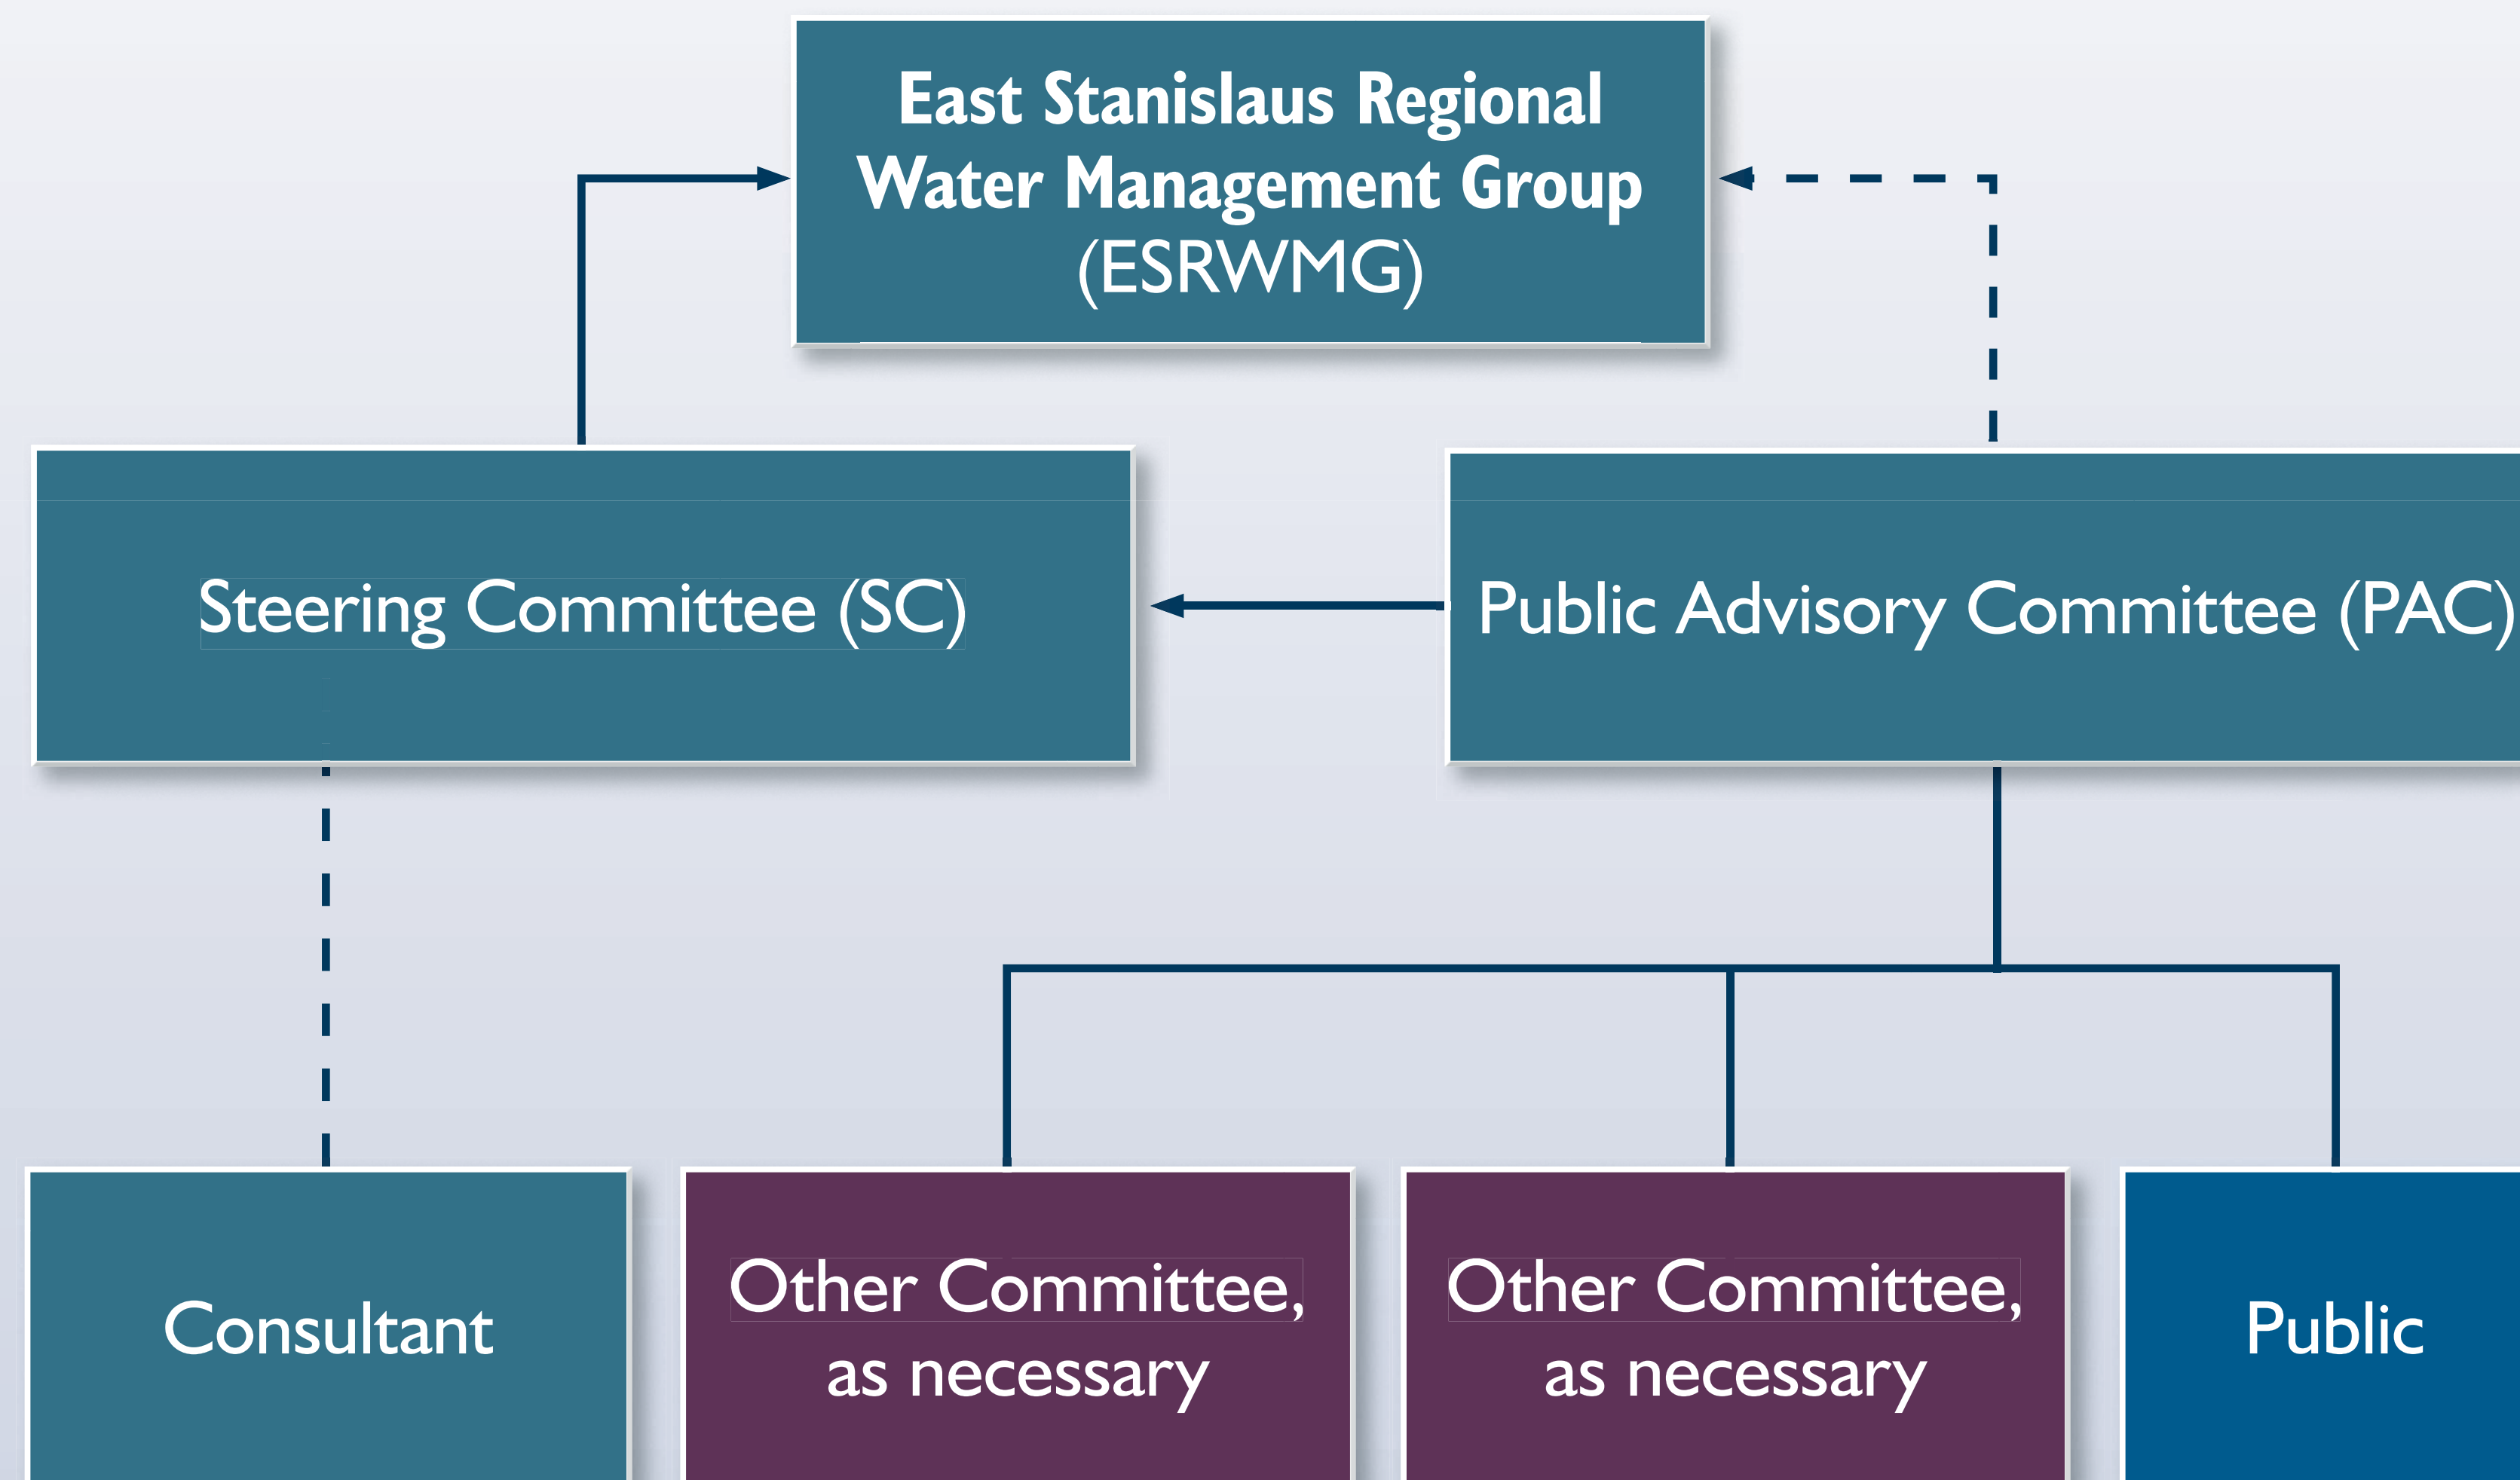 East Stanislaus Regional
Water Management Group
(ESRWMG)
Steering Committee (SC)
Public Advisory Committee (PAC)
Consultant
Other Committee,
as necessary
Other Committee,
as necessary
Public